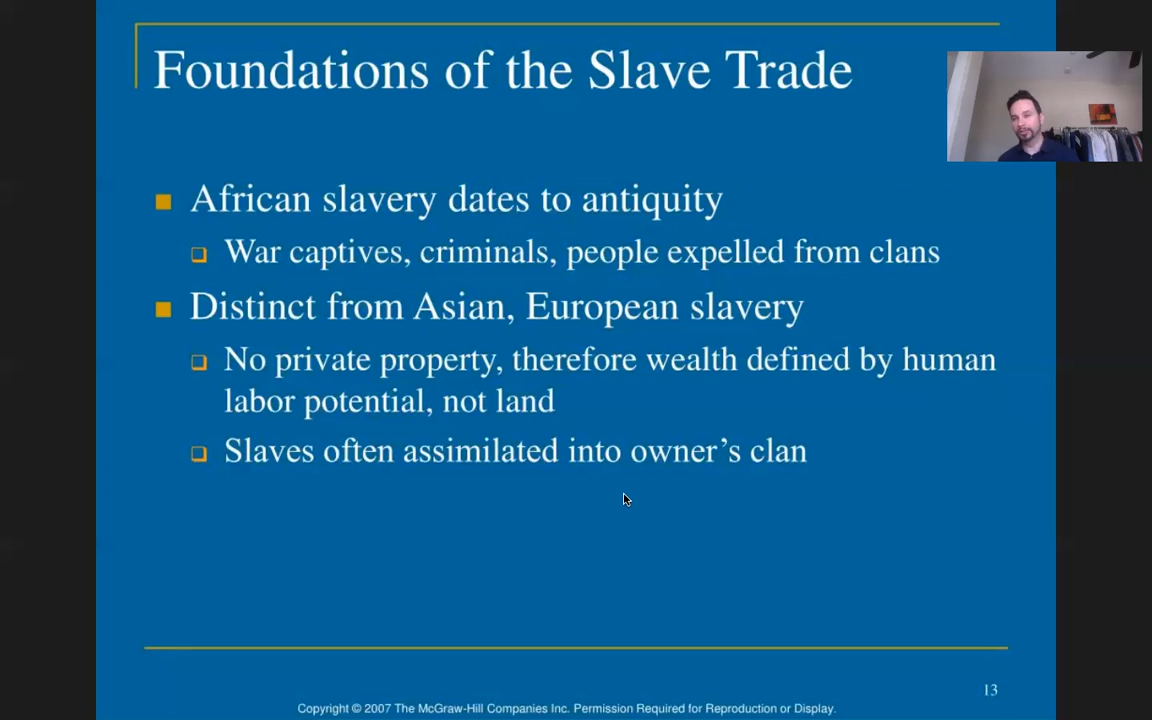 Foundations of the Slave Trade
African slavery dates to antiquity
War captives, criminals, people expelled from clans
Distinct from Asian, European slavery
No private property, therefore wealth defined by human
labor potential, not land
Slaves often assimilated into owner’s clan
13
Copyright © 2007 The McGraw-Hill Companies Inc. Permission Required for Reproduction or Display.